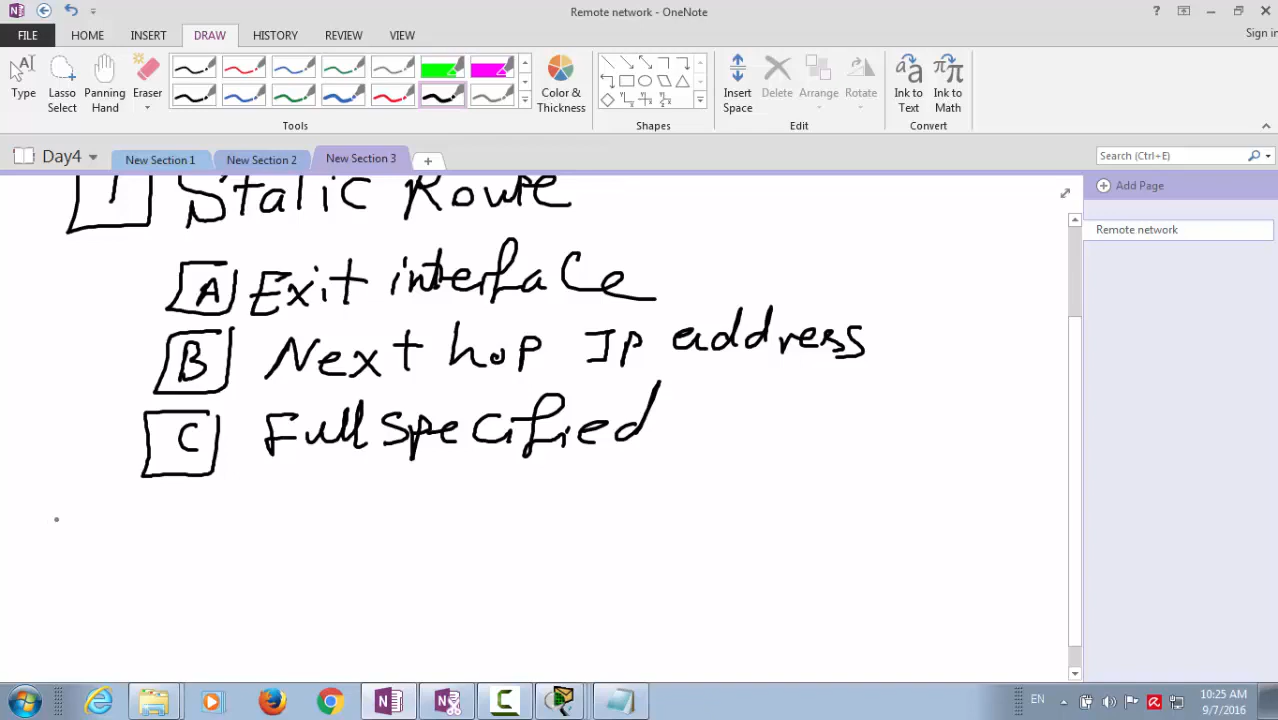 Remote network - OneNote
Sign in
FILE HOME INSERT DRAW HISTORY REVIEW VIEW
Type
Lasso Select
Panning Hand
Eraser
Color & Thickness
Insert Space
Delete
Arrange
Rotate
Ink to Text
Ink to Math
Tools
Shapes
Edit
Convert
Day4
New Section 1
New Section 2
New Section 3
Search (Ctrl+E)
Add Page
Remote network
1 Static Route
A Exit interface
B Next hop Ip address
C Full specified
EN
10:25 AM
9/7/2016